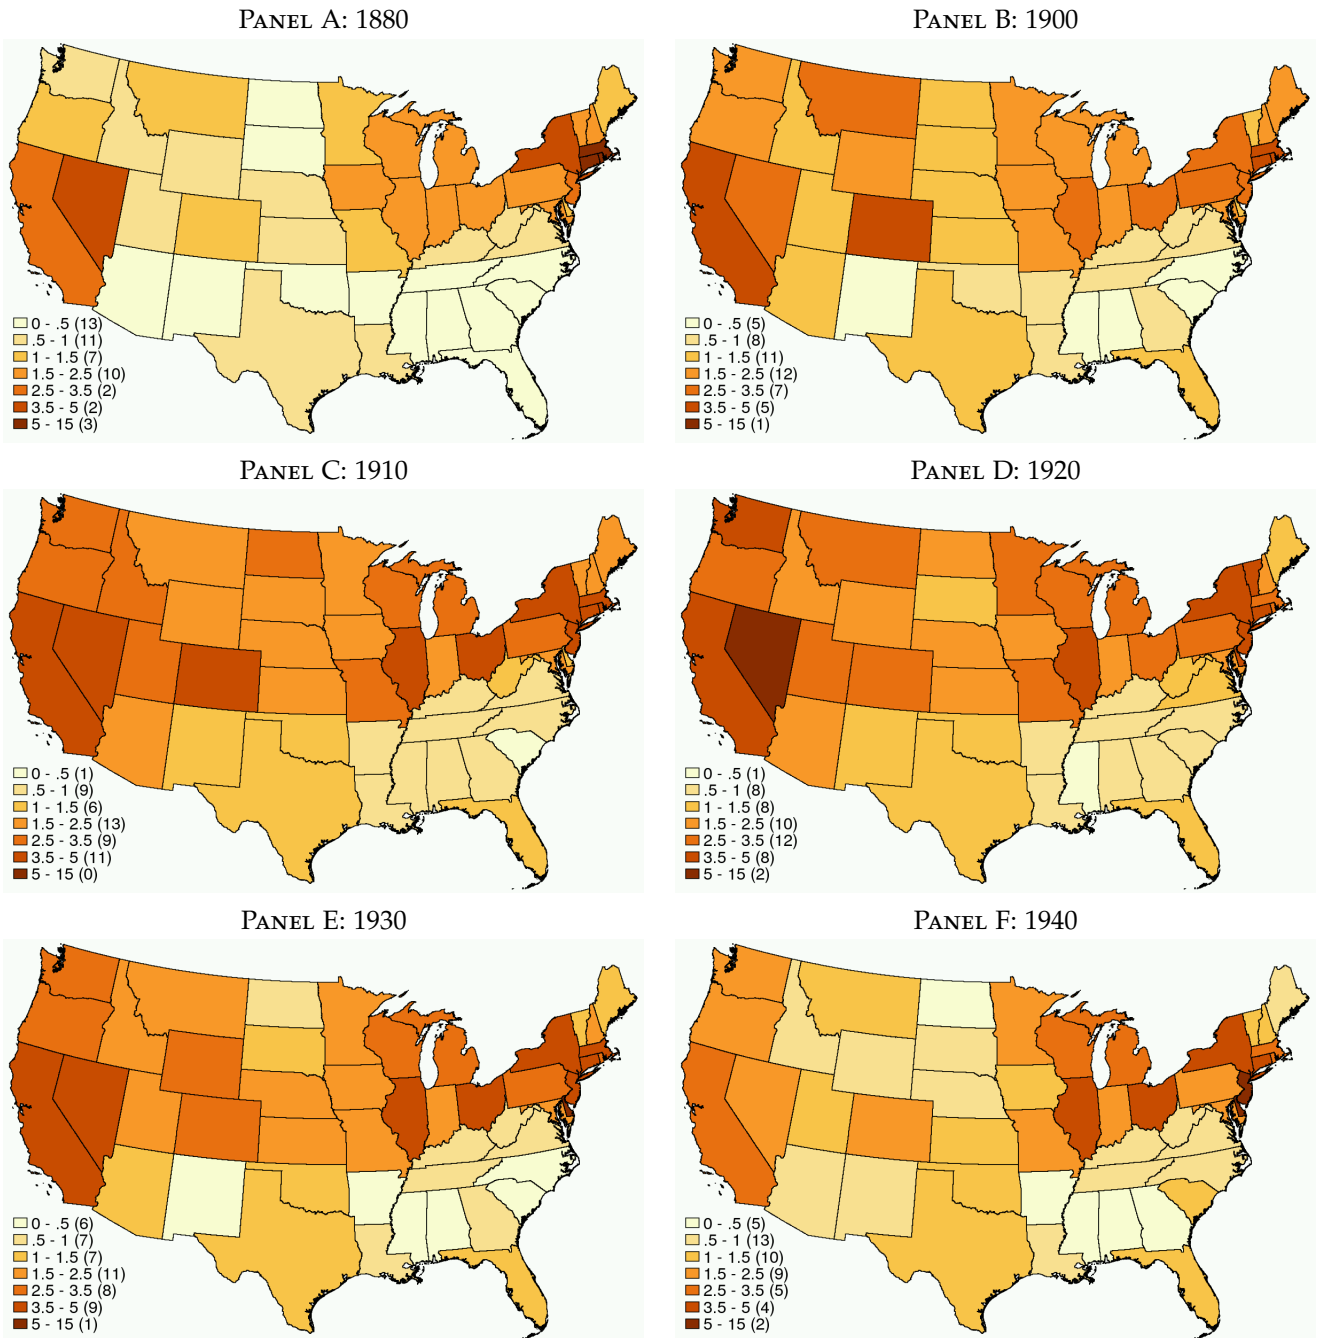 PANEL A: 1880
PANEL B: 1900
0 - .5 (13)
.5 - 1 (11)
1 - 1.5 (7)
1.5 - 2.5 (10)
2.5 - 3.5 (2)
3.5 - 5 (2)
5 - 15 (3)
0 - .5 (5)
.5 - 1 (8)
1 - 1.5 (11)
1.5 - 2.5 (12)
2.5 - 3.5 (7)
3.5 - 5 (5)
5 - 15 (1)
PANEL C: 1910
PANEL D: 1920
0 - .5 (1)
.5 - 1 (9)
1 - 1.5 (6)
1.5 - 2.5 (13)
2.5 - 3.5 (9)
3.5 - 5 (11)
5 - 15 (0)
0 - .5 (1)
.5 - 1 (8)
1 - 1.5 (8)
1.5 - 2.5 (10)
2.5 - 3.5 (12)
3.5 - 5 (8)
5 - 15 (2)
PANEL E: 1930
PANEL F: 1940
0 - .5 (6)
.5 - 1 (7)
1 - 1.5 (7)
1.5 - 2.5 (11)
2.5 - 3.5 (8)
3.5 - 5 (9)
5 - 15 (1)
0 - .5 (5)
.5 - 1 (13)
1 - 1.5 (10)
1.5 - 2.5 (9)
2.5 - 3.5 (5)
3.5 - 5 (4)
5 - 15 (2)